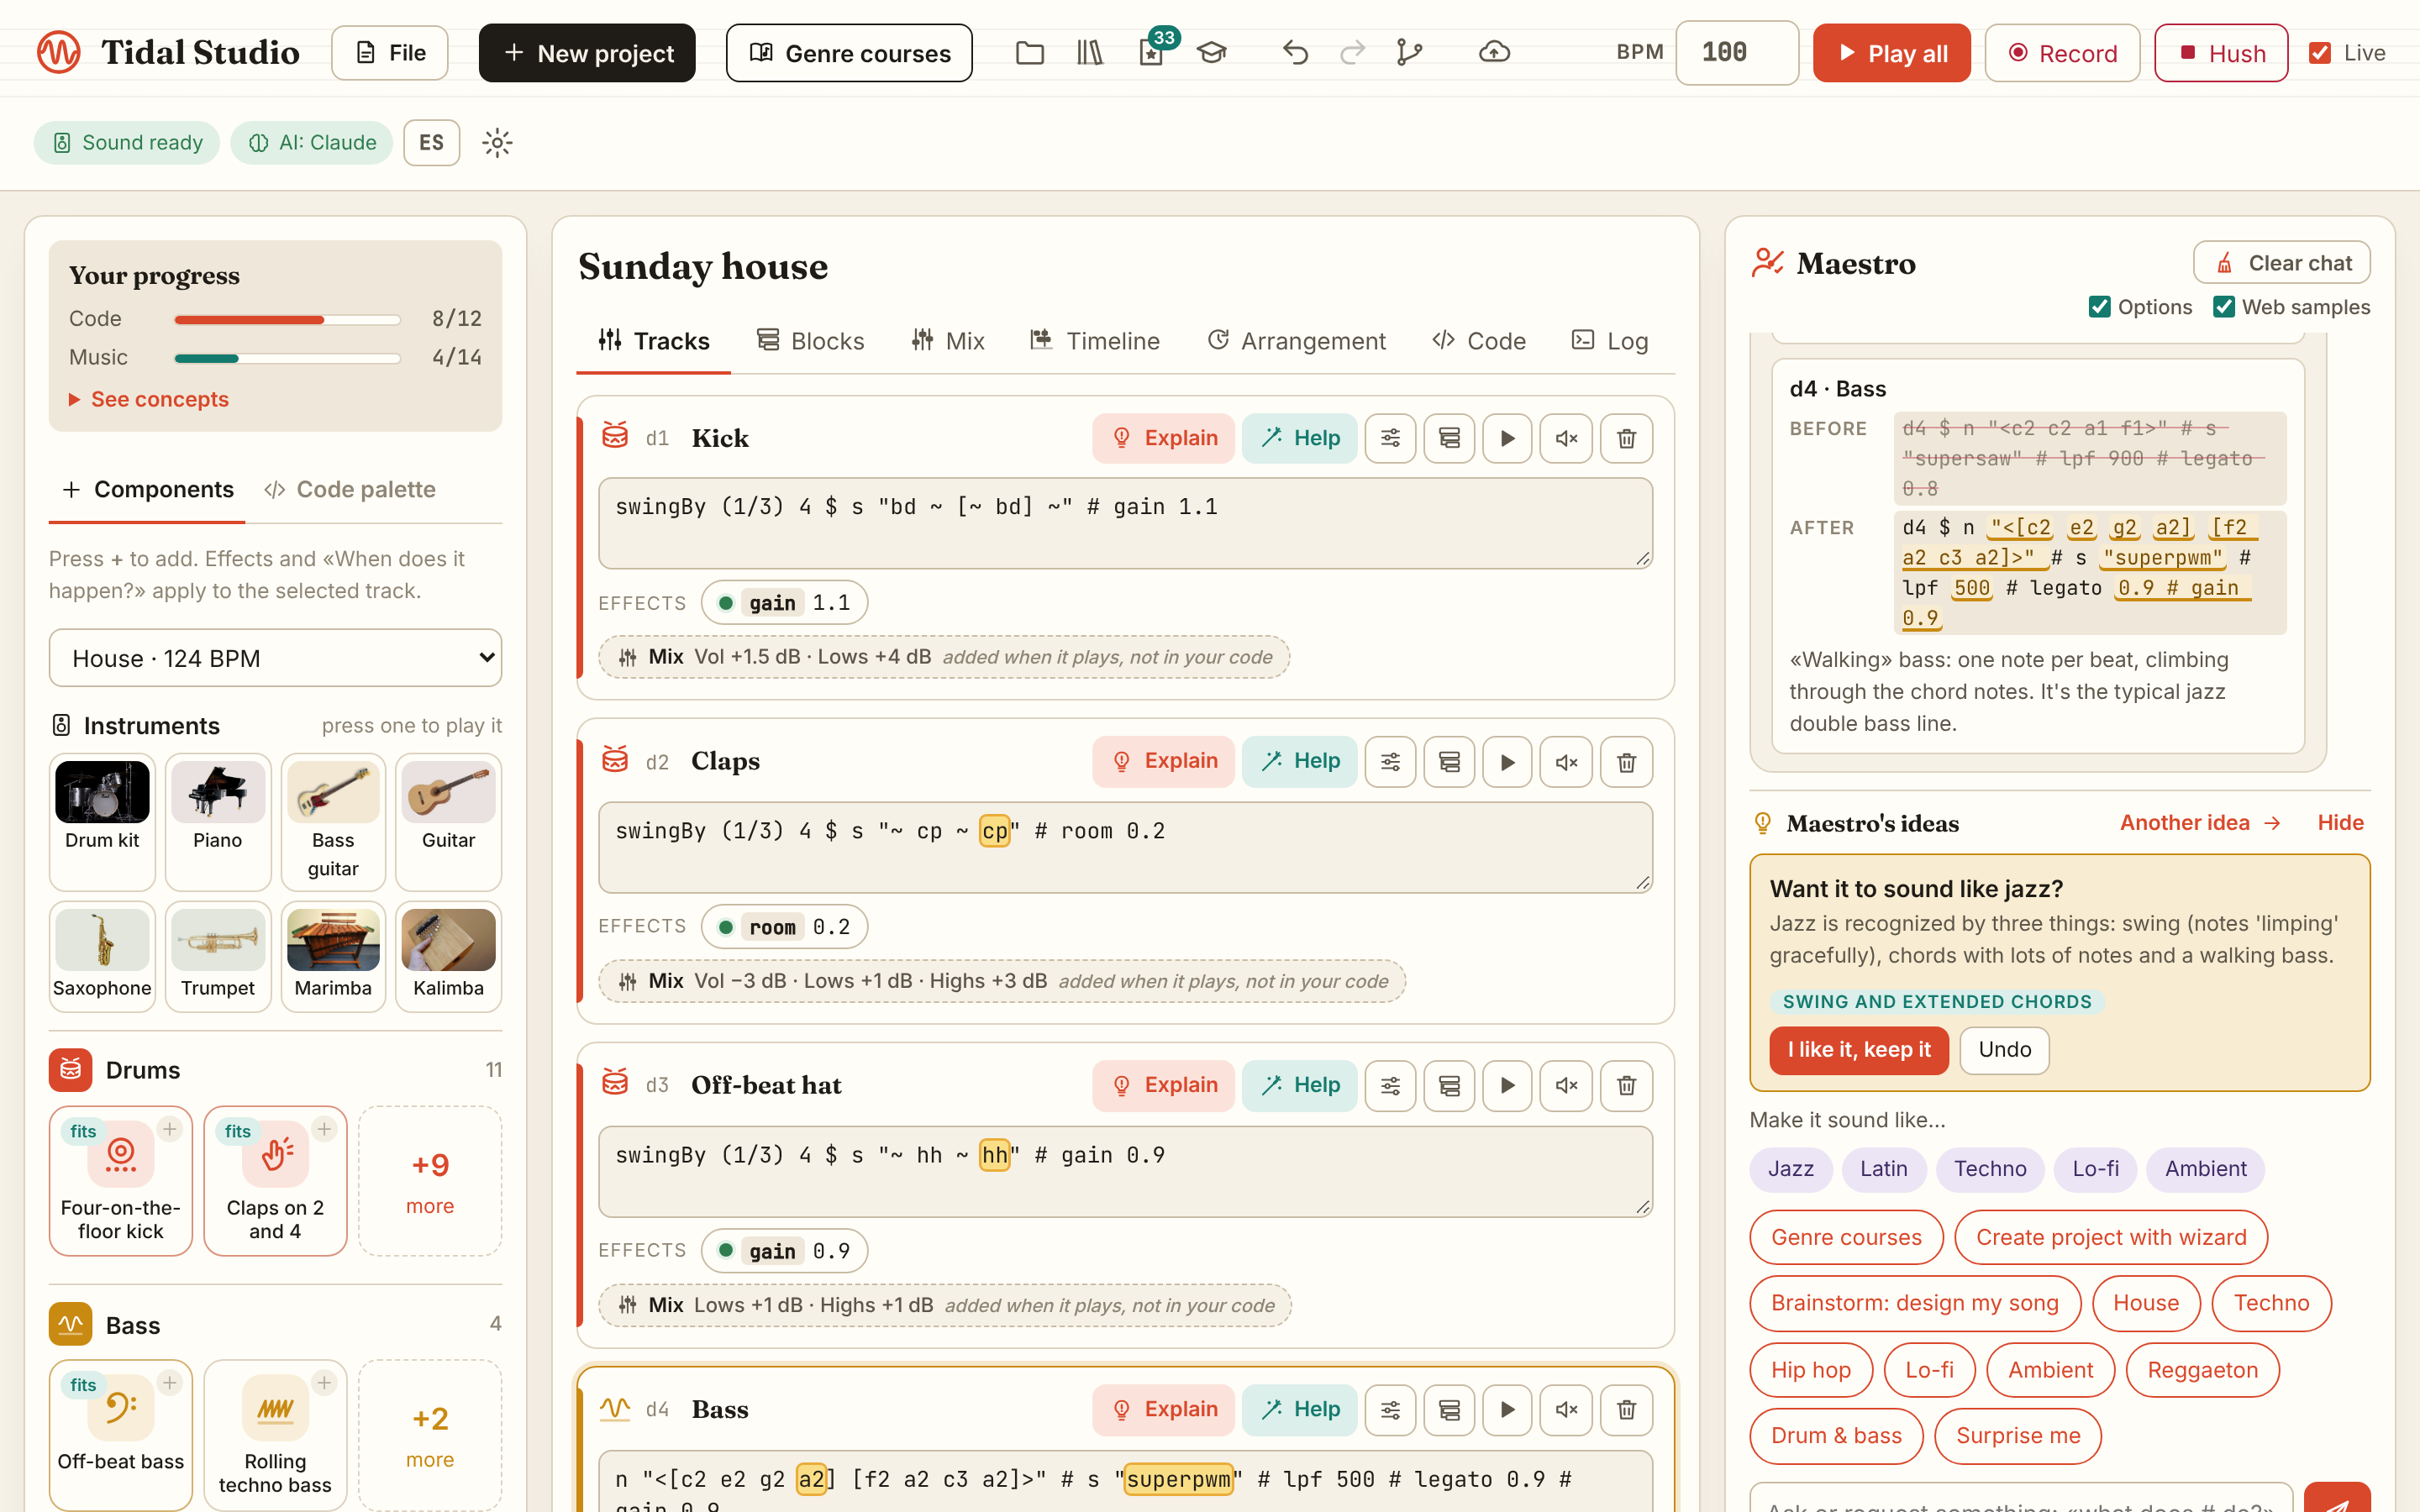 Tidal Studio
File
New project
Genre courses
33
BPM
100
Play all
Record
Hush
Live
Sound ready
AI: Claude
ES
Your progress
Code
8/12
Music
4/14
See concepts
Components
Code palette
Press + to add. Effects and «When does it
happen?» apply to the selected track.
House · 124 BPM
Instruments
press one to play it
Drum kit
Piano
Bass
guitar
Guitar
Saxophone
Trumpet
Marimba
Kalimba
Drums
11
fits
Four-on-the-
floor kick
fits
Claps on 2
and 4
+9
more
Bass
4
fits
Off-beat bass
Rolling
techno bass
+2
more
Sunday house
Tracks
Blocks
Mix
Timeline
Arrangement
Code
Log
d1
Kick
Explain
Help
swingBy (1/3) 4 $ s "bd ~ [~ bd] ~" # gain 1.1
EFFECTS
gain 1.1
Mix Vol +1.5 dB · Lows +4 dB added when it plays, not in your code
d2
Claps
Explain
Help
swingBy (1/3) 4 $ s "~ cp ~ cp" # room 0.2
EFFECTS
room 0.2
Mix Vol −3 dB · Lows +1 dB · Highs +3 dB added when it plays, not in your code
d3
Off-beat hat
Explain
Help
swingBy (1/3) 4 $ s "~ hh ~ hh" # gain 0.9
EFFECTS
gain 0.9
Mix Lows +1 dB · Highs +1 dB added when it plays, not in your code
d4
Bass
Explain
Help
n "<[c2 e2 g2 a2] [f2 a2 c3 a2]>" # s "superpwm" # lpf 500 # legato 0.9 #
gain 0.9
Maestro
Clear chat
Options
Web samples
d4 · Bass
BEFORE
d4 $ n "<c2 c2 a1 f1>" # s
"supersaw" # lpf 900 # legato
0.8
AFTER
d4 $ n "<[c2 e2 g2 a2] [f2
a2 c3 a2]>" # s "superpwm" #
lpf 500 # legato 0.9 # gain
0.9
«Walking» bass: one note per beat, climbing
through the chord notes. It's the typical jazz
double bass line.
Maestro's ideas
Another idea →
Hide
Want it to sound like jazz?
Jazz is recognized by three things: swing (notes 'limping'
gracefully), chords with lots of notes and a walking bass.
SWING AND EXTENDED CHORDS
I like it, keep it
Undo
Make it sound like...
Jazz
Latin
Techno
Lo-fi
Ambient
Genre courses
Create project with wizard
Brainstorm: design my song
House
Techno
Hip hop
Lo-fi
Ambient
Reggaeton
Drum & bass
Surprise me
Ask or request something: «what does # do?»